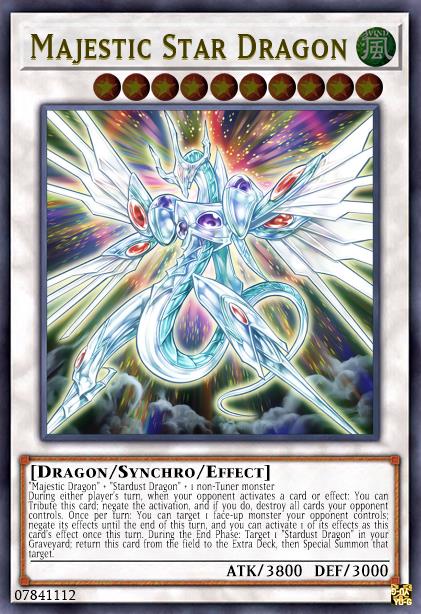 MAJESTIC STAR DRAGON
WIND
風
[DRAGON/SYNCHRO/EFFECT]
"Majestic Dragon" + "Stardust Dragon" + 1 non-Tuner monster
During either player's turn, when your opponent activates a card or effect: You can
Tribute this card; negate the activation, and if you do, destroy all cards your opponent
controls. Once per turn: You can target 1 face-up monster your opponent controls;
negate its effects until the end of this turn, and you can activate 1 of its effects as this
card's effect once this turn. During the End Phase: Target 1 "Stardust Dragon" in your
Graveyard; return this card from the field to the Extra Deck, then Special Summon that
target.
ATK/3800 DEF/3000
07841112